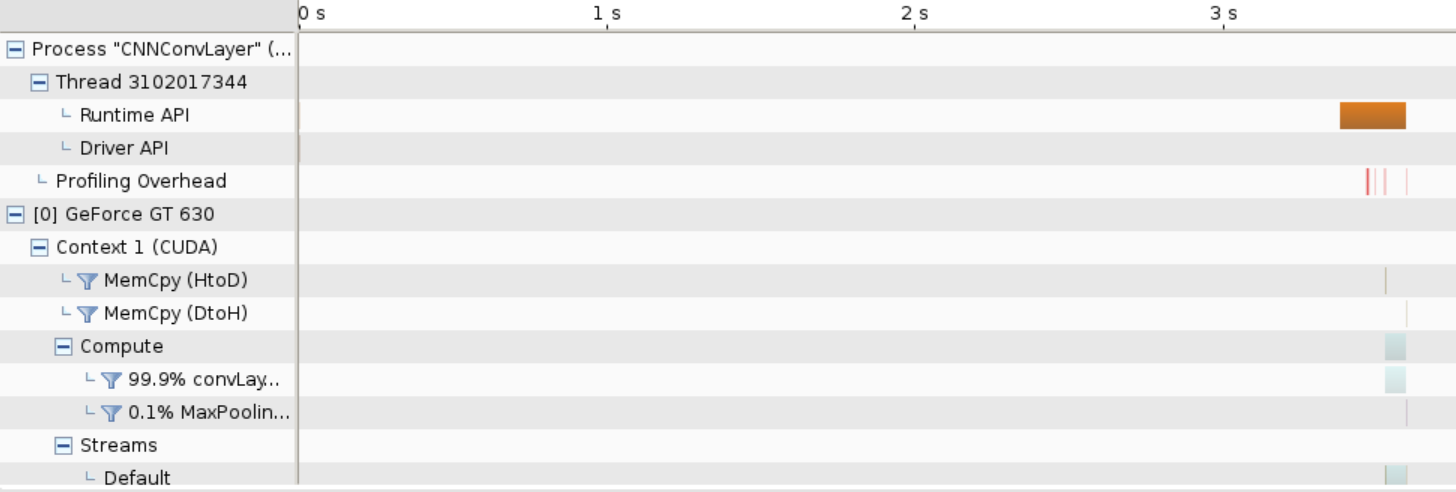 0 s 1 s 2 s 3 s
Process "CNNConvLayer" (...
Thread 3102017344
Runtime API
Driver API
Profiling Overhead
[0] GeForce GT 630
Context 1 (CUDA)
MemCpy (HtoD)
MemCpy (DtoH)
Compute
99.9% convLay...
0.1% MaxPoolin...
Streams
Default